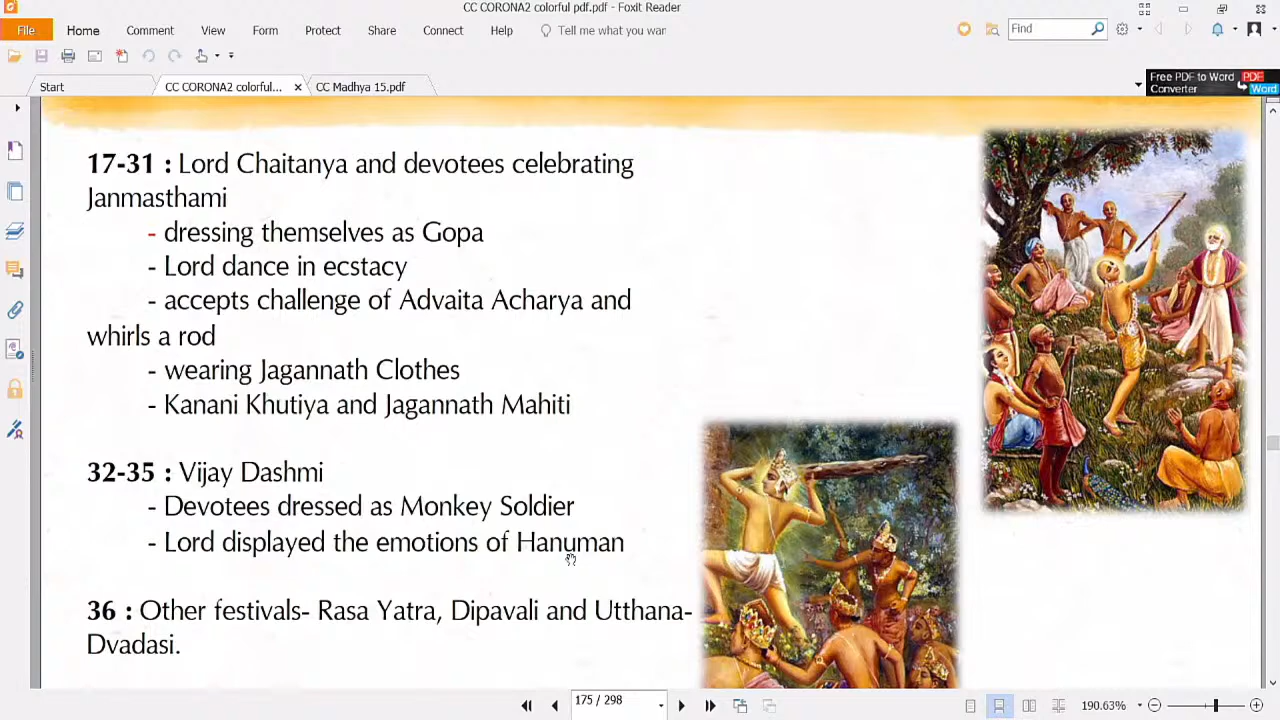 CC CORONA2 colorful pdf.pdf - Foxit Reader
File Home Comment View Form Protect Share Connect Help Tell me what you war Find
Start CC CORONA2 colorful... × CC Madhya 15.pdf
Free PDF to Word PDF
Converter Word
17-31 : Lord Chaitanya and devotees celebrating
Janmasthami
- dressing themselves as Gopa
- Lord dance in ecstacy
- accepts challenge of Advaita Acharya and
whirls a rod
- wearing Jagannath Clothes
- Kanani Khutiya and Jagannath Mahiti
32-35 : Vijay Dashmi
- Devotees dressed as Monkey Soldier
- Lord displayed the emotions of Hanuman
36 : Other festivals- Rasa Yatra, Dipavali and Utthana-
Dvadasi.
175 / 298 190.63%